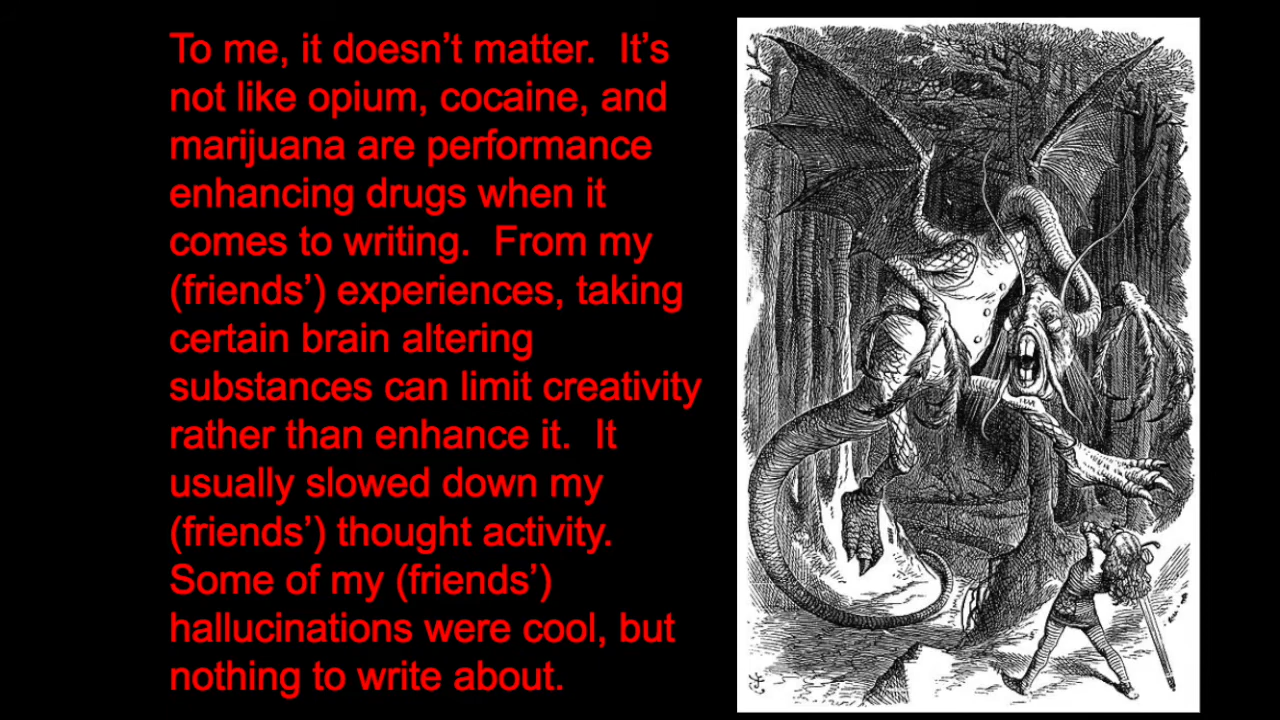 To me, it doesn’t matter.  It’s
not like opium, cocaine, and
marijuana are performance
enhancing drugs when it
comes to writing.  From my
(friends’) experiences, taking
certain brain altering
substances can limit creativity
rather than enhance it.  It
usually slowed down my
(friends’) thought activity.
Some of my (friends’)
hallucinations were cool, but
nothing to write about.